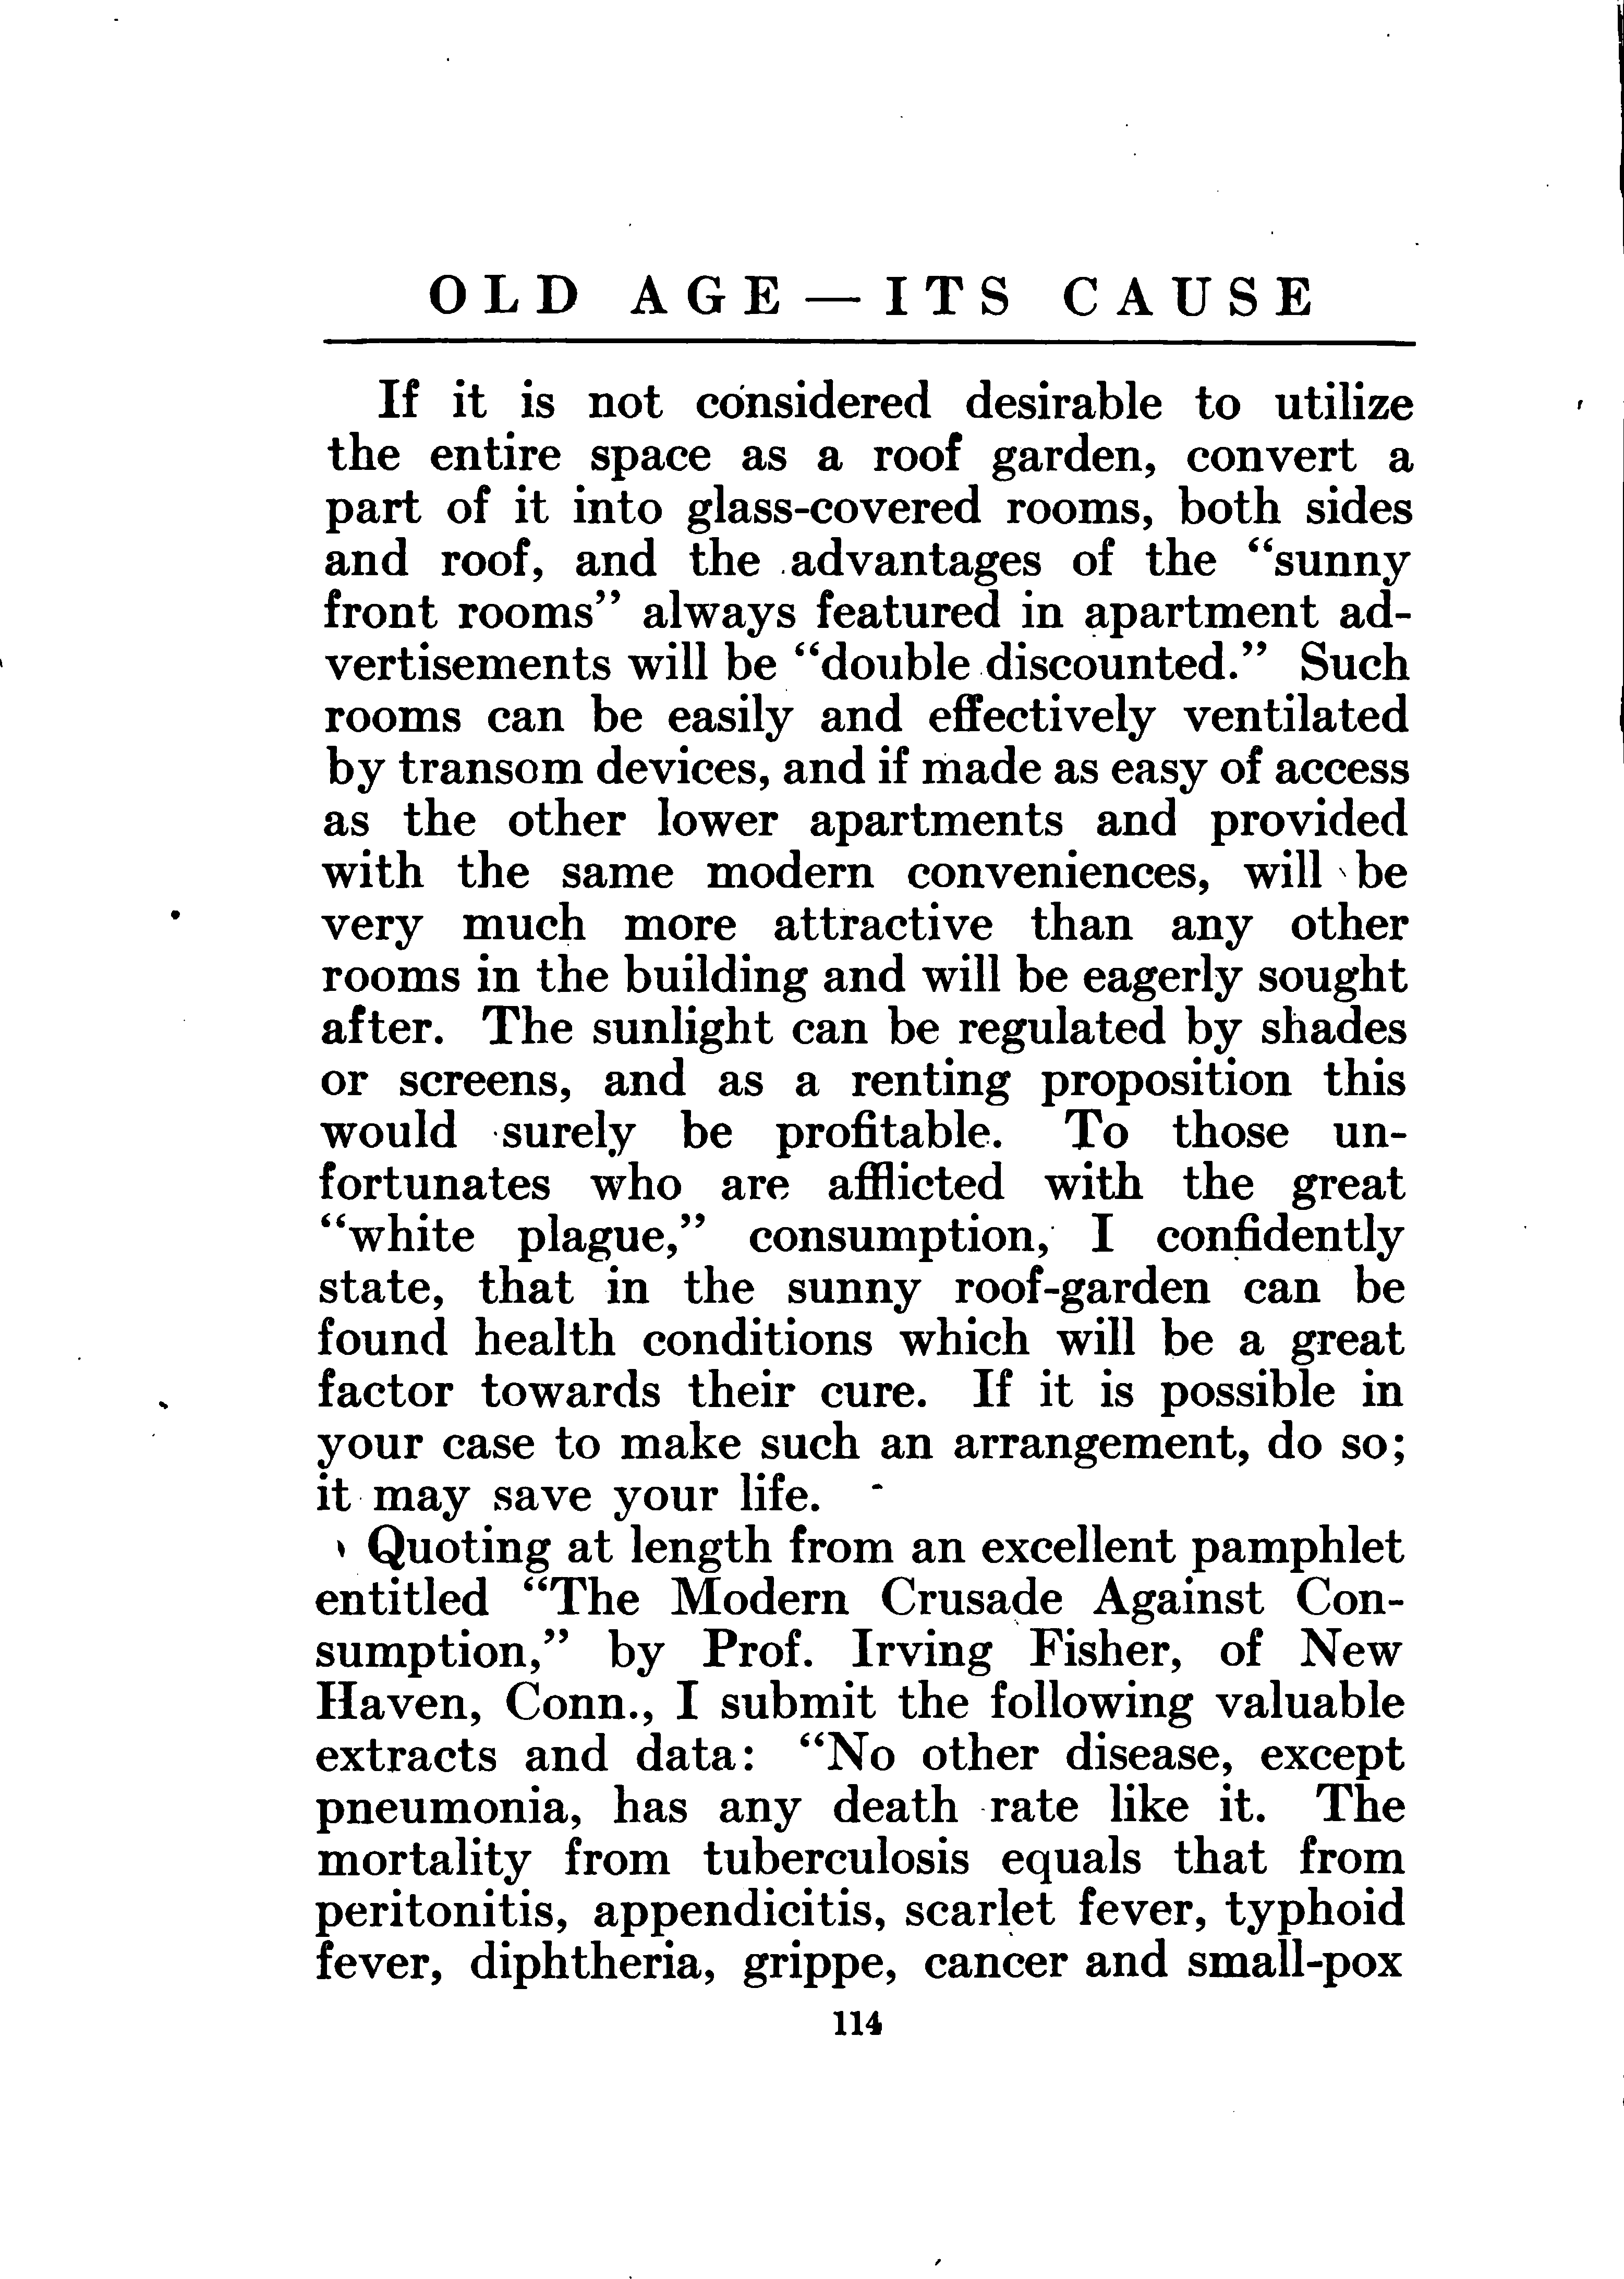 OLD AGE — ITS CAUSE
If it is not considered desirable to utilize
the entire space as a roof garden, convert a
part of it into glass-covered rooms, both sides
and roof, and the advantages of the “sunny
front rooms” always featured in apartment ad-
vertisements will be “double discounted.” Such
rooms can be easily and effectively ventilated
by transom devices, and if made as easy of access
as the other lower apartments and provided
with the same modern conveniences, will be
very much more attractive than any other
rooms in the building and will be eagerly sought
after. The sunlight can be regulated by shades
or screens, and as a renting proposition this
would surely be profitable. To those un-
fortunates who are afflicted with the great
“white plague,” consumption, I confidently
state, that in the sunny roof-garden can be
found health conditions which will be a great
factor towards their cure. If it is possible in
your case to make such an arrangement, do so;
it may save your life.
Quoting at length from an excellent pamphlet
entitled “The Modern Crusade Against Con-
sumption,” by Prof. Irving Fisher, of New
Haven, Conn., I submit the following valuable
extracts and data: “No other disease, except
pneumonia, has any death rate like it. The
mortality from tuberculosis equals that from
peritonitis, appendicitis, scarlet fever, typhoid
fever, diphtheria, grippe, cancer and small-pox
114